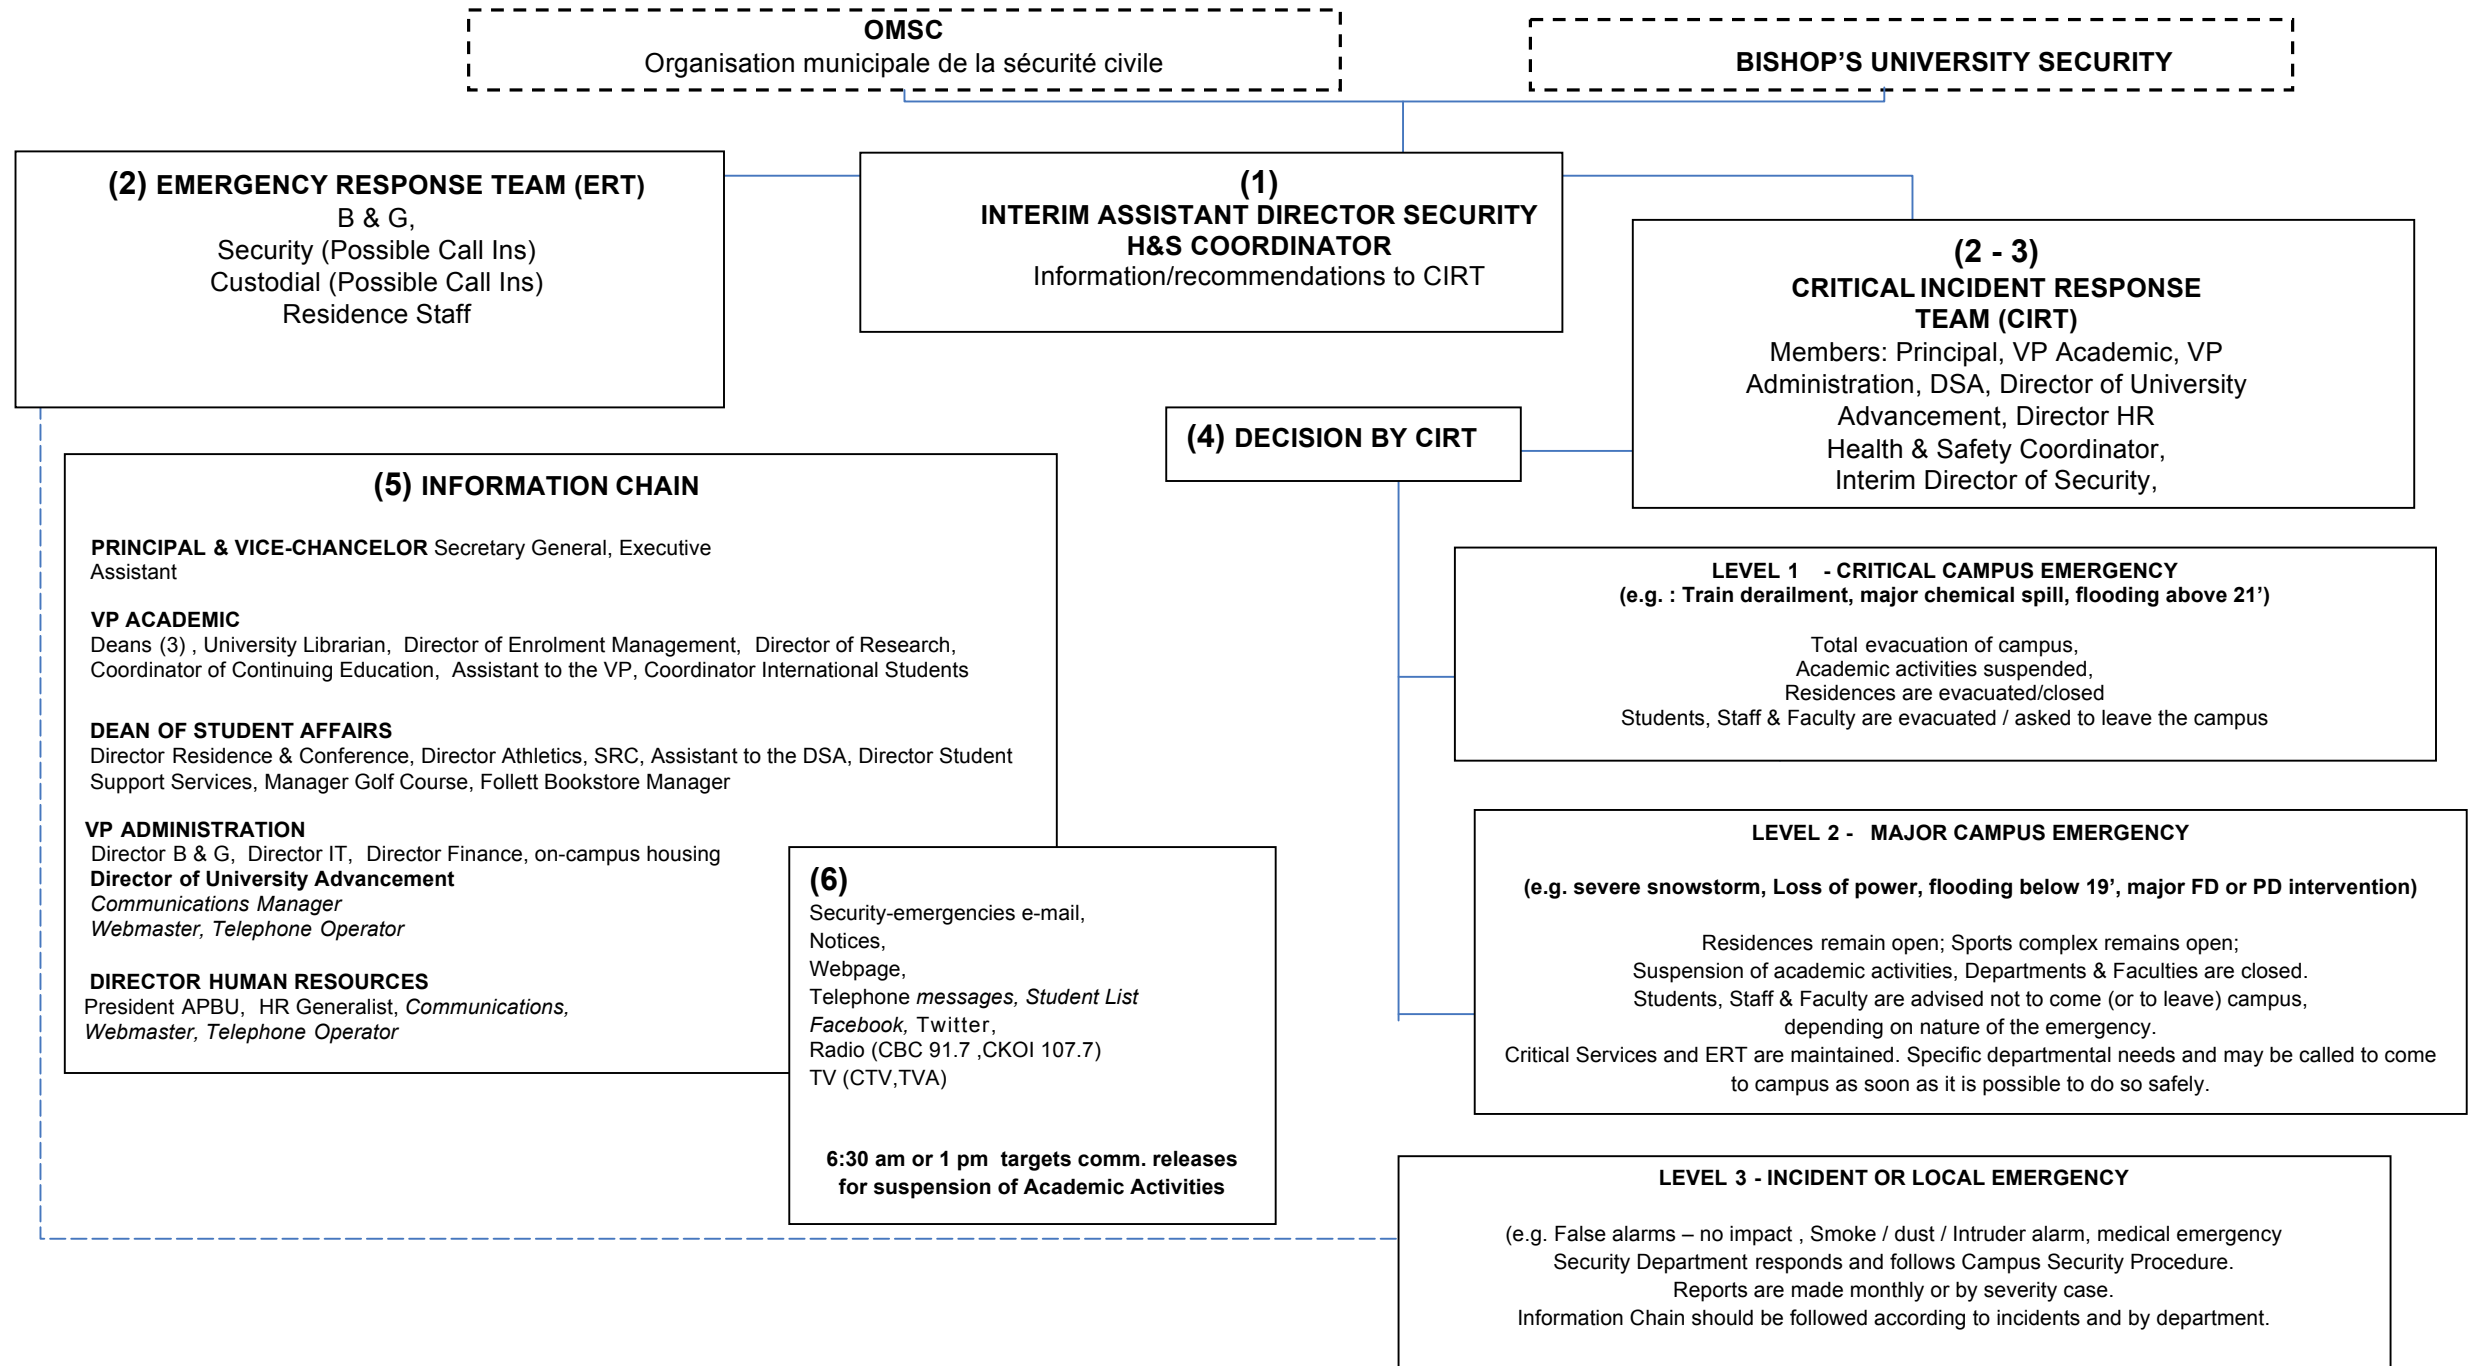 OMSC
Organisation municipale de la sécurité civile
BISHOP'S UNIVERSITY SECURITY
(2) EMERGENCY RESPONSE TEAM (ERT)
B & G,
Security (Possible Call Ins)
Custodial (Possible Call Ins)
Residence Staff
(1)
INTERIM ASSISTANT DIRECTOR SECURITY
H&S COORDINATOR
Information/recommendations to CIRT
(2 - 3)
CRITICAL INCIDENT RESPONSE
TEAM (CIRT)
Members: Principal, VP Academic, VP
Administration, DSA, Director of University
Advancement, Director HR
Health & Safety Coordinator,
Interim Director of Security,
(4) DECISION BY CIRT
(5) INFORMATION CHAIN
PRINCIPAL & VICE-CHANCELOR Secretary General, Executive
Assistant
VP ACADEMIC
Deans (3) , University Librarian, Director of Enrolment Management, Director of Research,
Coordinator of Continuing Education, Assistant to the VP, Coordinator International Students
DEAN OF STUDENT AFFAIRS
Director Residence & Conference, Director Athletics, SRC, Assistant to the DSA, Director Student
Support Services, Manager Golf Course, Follett Bookstore Manager
VP ADMINISTRATION
Director B & G, Director IT, Director Finance, on-campus housing
Director of University Advancement
Communications Manager
Webmaster, Telephone Operator
DIRECTOR HUMAN RESOURCES
President APBU, HR Generalist, Communications,
Webmaster, Telephone Operator
(6)
Security-emergencies e-mail,
Notices,
Webpage,
Telephone messages, Student List
Facebook, Twitter,
Radio (CBC 91.7 ,CKOI 107.7)
TV (CTV,TVA)
6:30 am or 1 pm targets comm. releases
for suspension of Academic Activities
LEVEL 1 - CRITICAL CAMPUS EMERGENCY
(e.g. : Train derailment, major chemical spill, flooding above 21’)
Total evacuation of campus,
Academic activities suspended,
Residences are evacuated/closed
Students, Staff & Faculty are evacuated / asked to leave the campus
LEVEL 2 - MAJOR CAMPUS EMERGENCY
(e.g. severe snowstorm, Loss of power, flooding below 19’, major FD or PD intervention)
Residences remain open; Sports complex remains open;
Suspension of academic activities, Departments & Faculties are closed.
Students, Staff & Faculty are advised not to come (or to leave) campus,
depending on nature of the emergency.
Critical Services and ERT are maintained. Specific departmental needs and may be called to come
to campus as soon as it is possible to do so safely.
LEVEL 3 - INCIDENT OR LOCAL EMERGENCY
(e.g. False alarms – no impact , Smoke / dust / Intruder alarm, medical emergency
Security Department responds and follows Campus Security Procedure.
Reports are made monthly or by severity case.
Information Chain should be followed according to incidents and by department.